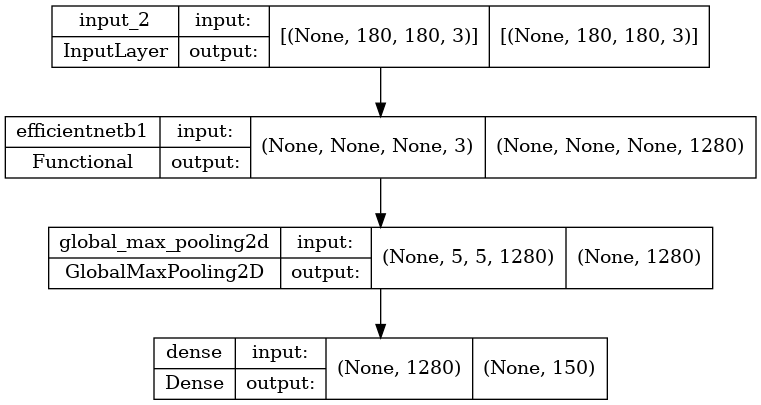 input_2 input: [(None, 180, 180, 3)] [(None, 180, 180, 3)]
InputLayer output:
efficientnetb1 input: (None, None, None, 3) (None, None, None, 1280)
Functional output:
global_max_pooling2d input: (None, 5, 5, 1280) (None, 1280)
GlobalMaxPooling2D output:
dense input: (None, 1280) (None, 150)
Dense output: